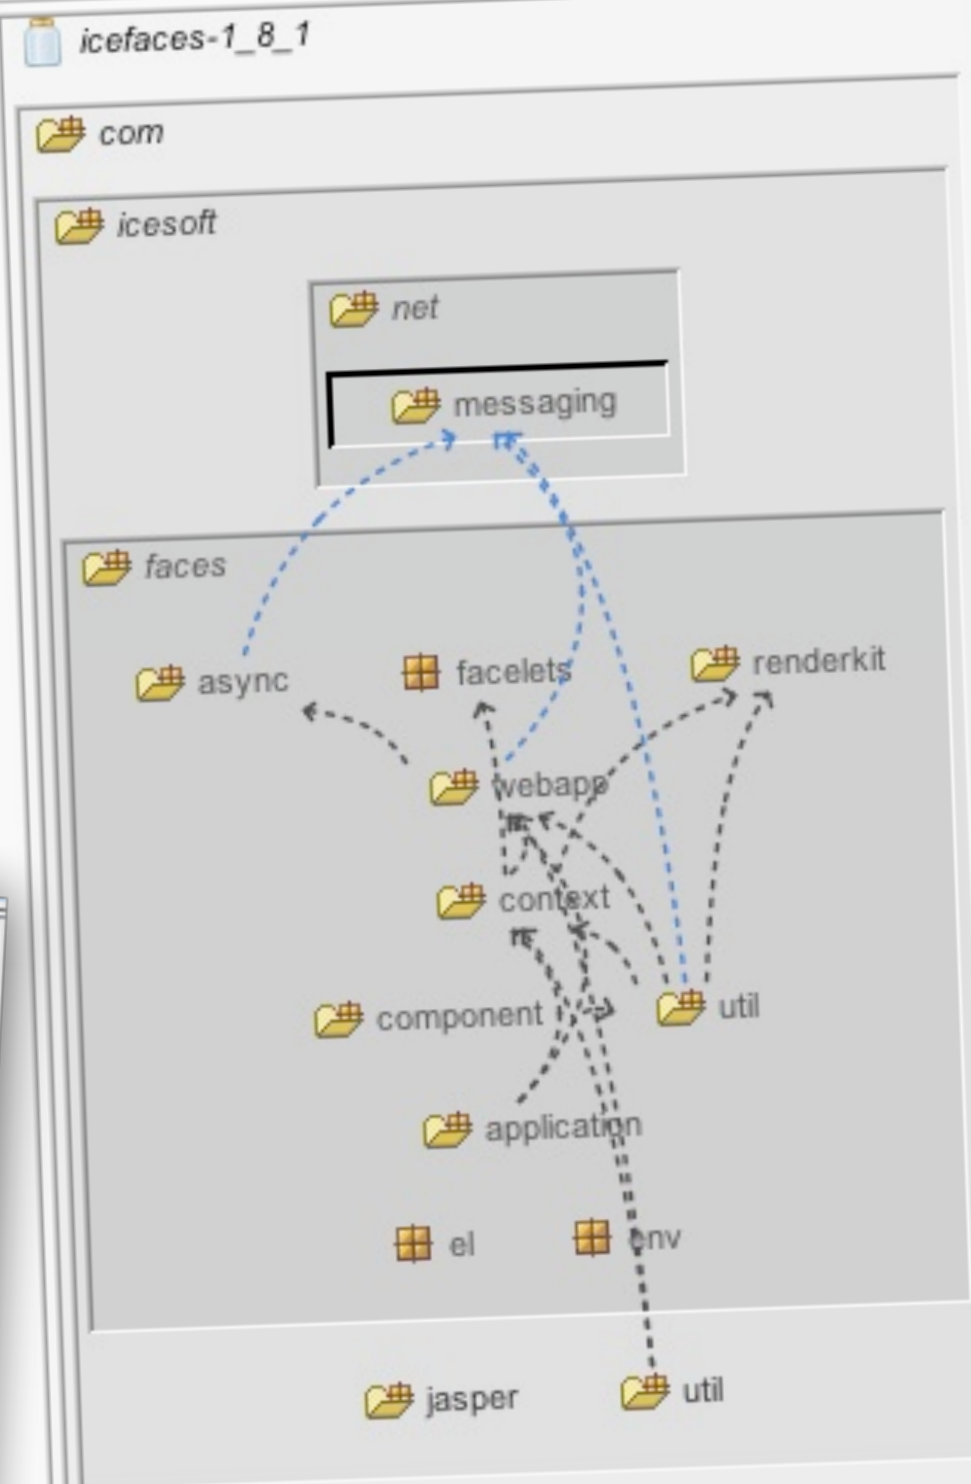 icefaces-1_8_1
com
icesoft
net
messaging
faces
async
facelets
renderkit
webapp
context
component
util
application
el
env
jasper
util